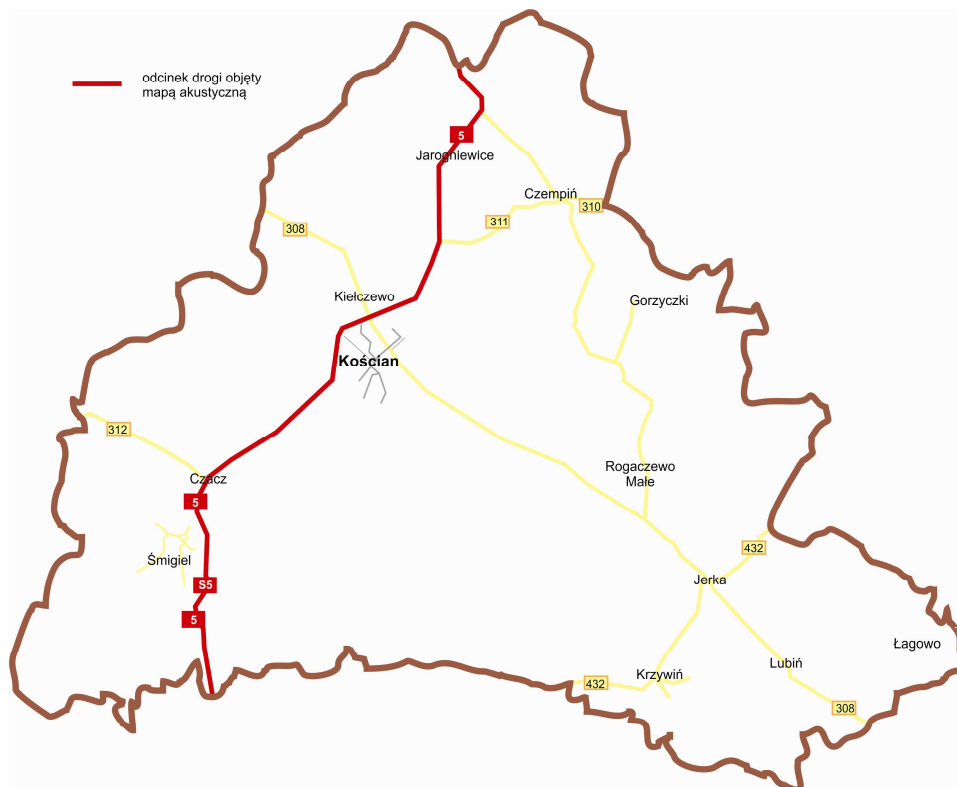 odcinek drogi objęty
mapą akustyczną
5
Jarogniewice
Czempiń
310
311
308
Kiełczewo
Gorzyczki
Kościan
312
Rogaczewo
Małe
Czacz
5
432
Śmigiel
Jerka
S5
5
Łagowo
Lubiń
Krzywiń
432
308